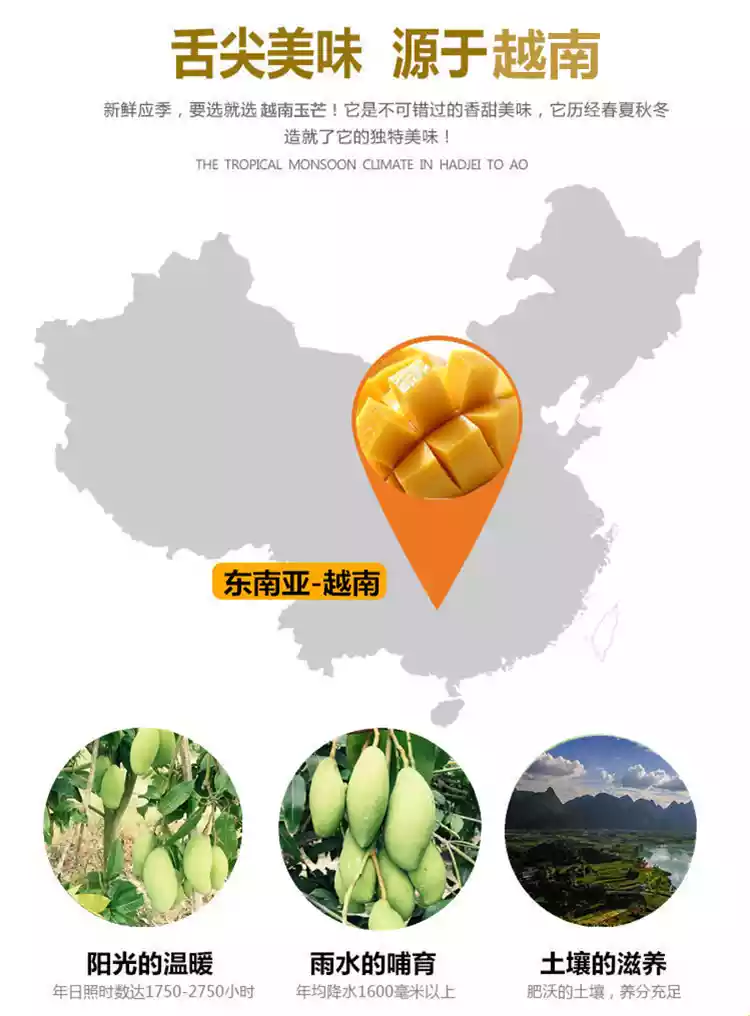 舌尖美味 源于越南
新鲜应季，要选就选 越南玉芒！它是不可错过的香甜美味，它历经春夏秋冬
造就了它的独特美味！
THE TROPICAL MONSOON CLIMATE IN HADJEI TO AO
东南亚-越南
阳光的温暖 雨水的哺育 土壤的滋养
年日照时数达1750-2750小时 年均降水1600毫米以上 肥沃的土壤，养分充足